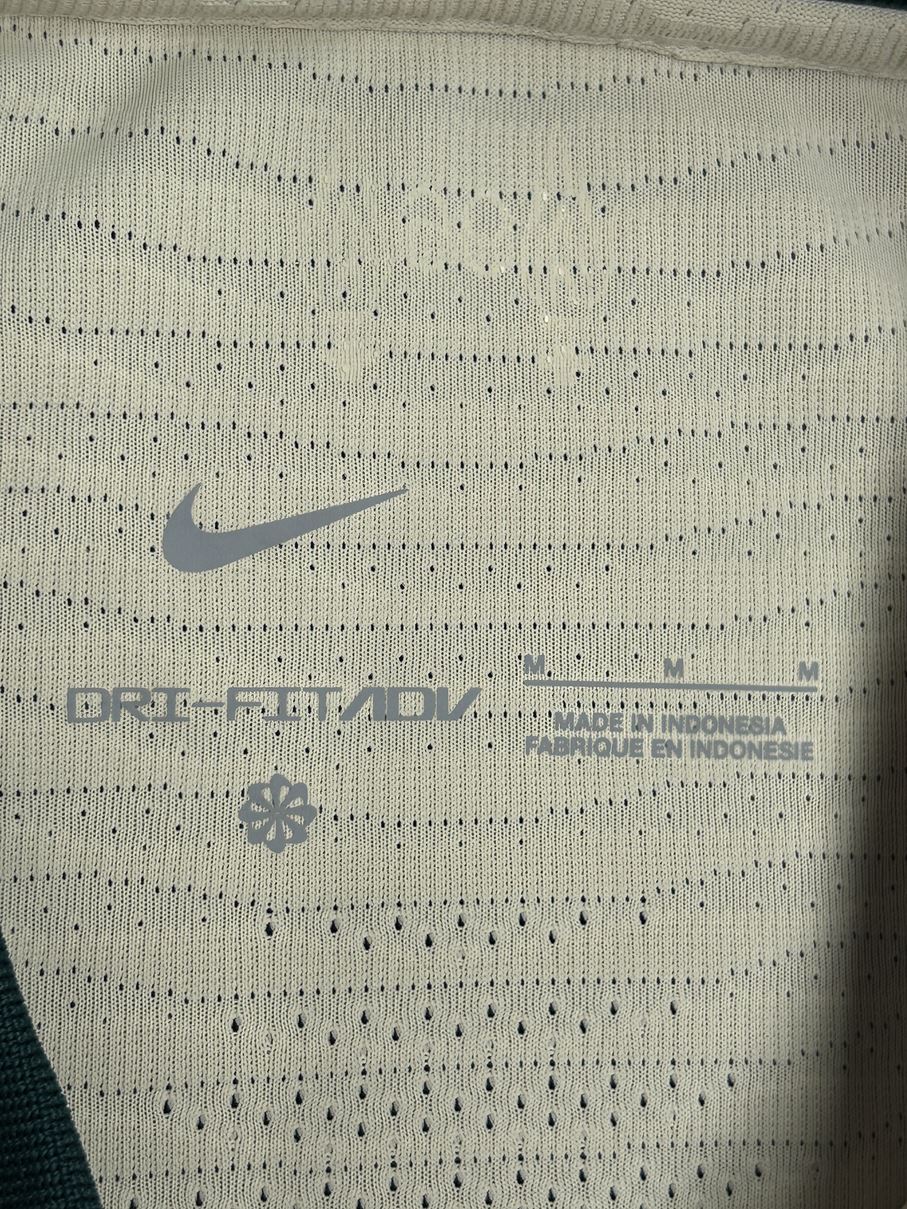 DRI-FIT ADV
M M M
MADE IN INDONESIA
FABRIQUE EN INDONESIE